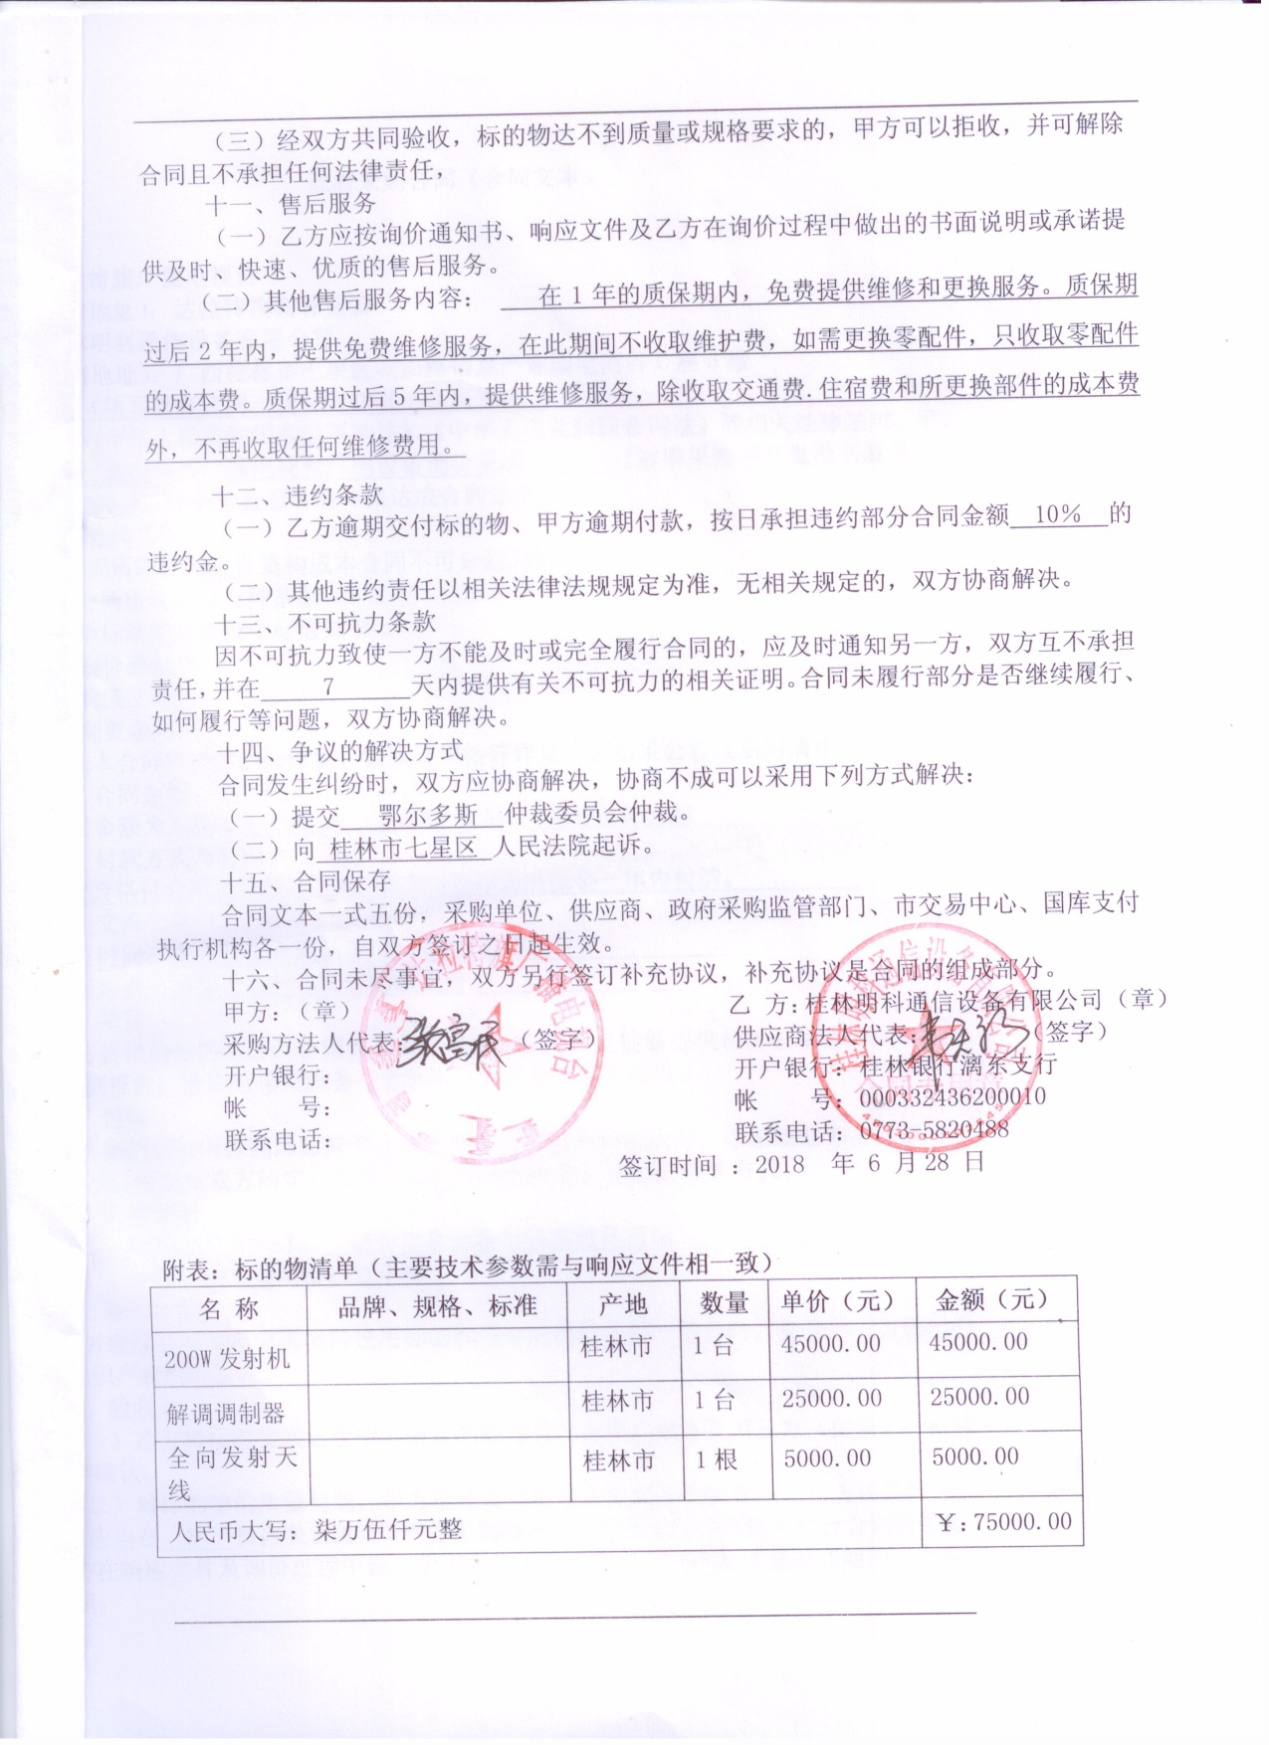 （三）经双方共同验收，标的物达不到质量或规格要求的，甲方可以拒收，并可解除
合同且不承担任何法律责任，
十一、售后服务
（一）乙方应按询价通知书、响应文件及乙方在询价过程中做出的书面说明或承诺提
供及时、快速、优质的售后服务。
（二）其他售后服务内容： 在 1 年的质保期内，免费提供维修和更换服务。质保期
过后 2 年内，提供免费维修服务，在此期间不收取维护费，如需更换零配件，只收取零配件
的成本费。质保期过后 5 年内，提供维修服务，除收取交通费.住宿费和所更换部件的成本费
外，不再收取任何维修费用。
十二、违约条款
（一）乙方逾期交付标的物、甲方逾期付款，按日承担违约部分合同金额 10% 的
违约金。
（二）其他违约责任以相关法律法规规定为准，无相关规定的，双方协商解决。
十三、不可抗力条款
因不可抗力致使一方不能及时或完全履行合同的，应及时通知另一方，双方互不承担
责任，并在 7 天内提供有关不可抗力的相关证明。合同未履行部分是否继续履行、
如何履行等问题，双方协商解决。
十四、争议的解决方式
合同发生纠纷时，双方应协商解决，协商不成可以采用下列方式解决：
（一）提交 鄂尔多斯 仲裁委员会仲裁。
（二）向 桂林市七星区 人民法院起诉。
十五、合同保存
合同文本一式五份，采购单位、供应商、政府采购监管部门、市交易中心、国库支付
执行机构各一份，自双方签订之日起生效。
十六、合同未尽事宜，双方另行签订补充协议，补充协议是合同的组成部分。
甲方：（章） 乙 方：桂林明科通信设备有限公司（章）
采购方法人代表： （签字） 供应商法人代表： （签字）
开户银行： 开户银行：桂林银行漓东支行
帐 号： 帐 号：000332436200010
联系电话： 联系电话：0773-5820488
签订时间 ：2018 年 6 月 28 日
附表：标的物清单（主要技术参数需与响应文件相一致）
名 称 品牌、规格、标准 产地 数量 单价（元） 金额（元）
200W 发射机 桂林市 1 台 45000.00 45000.00
解调调制器 桂林市 1 台 25000.00 25000.00
全向发射天线 桂林市 1 根 5000.00 5000.00
人民币大写：柒万伍仟元整 ￥：75000.00